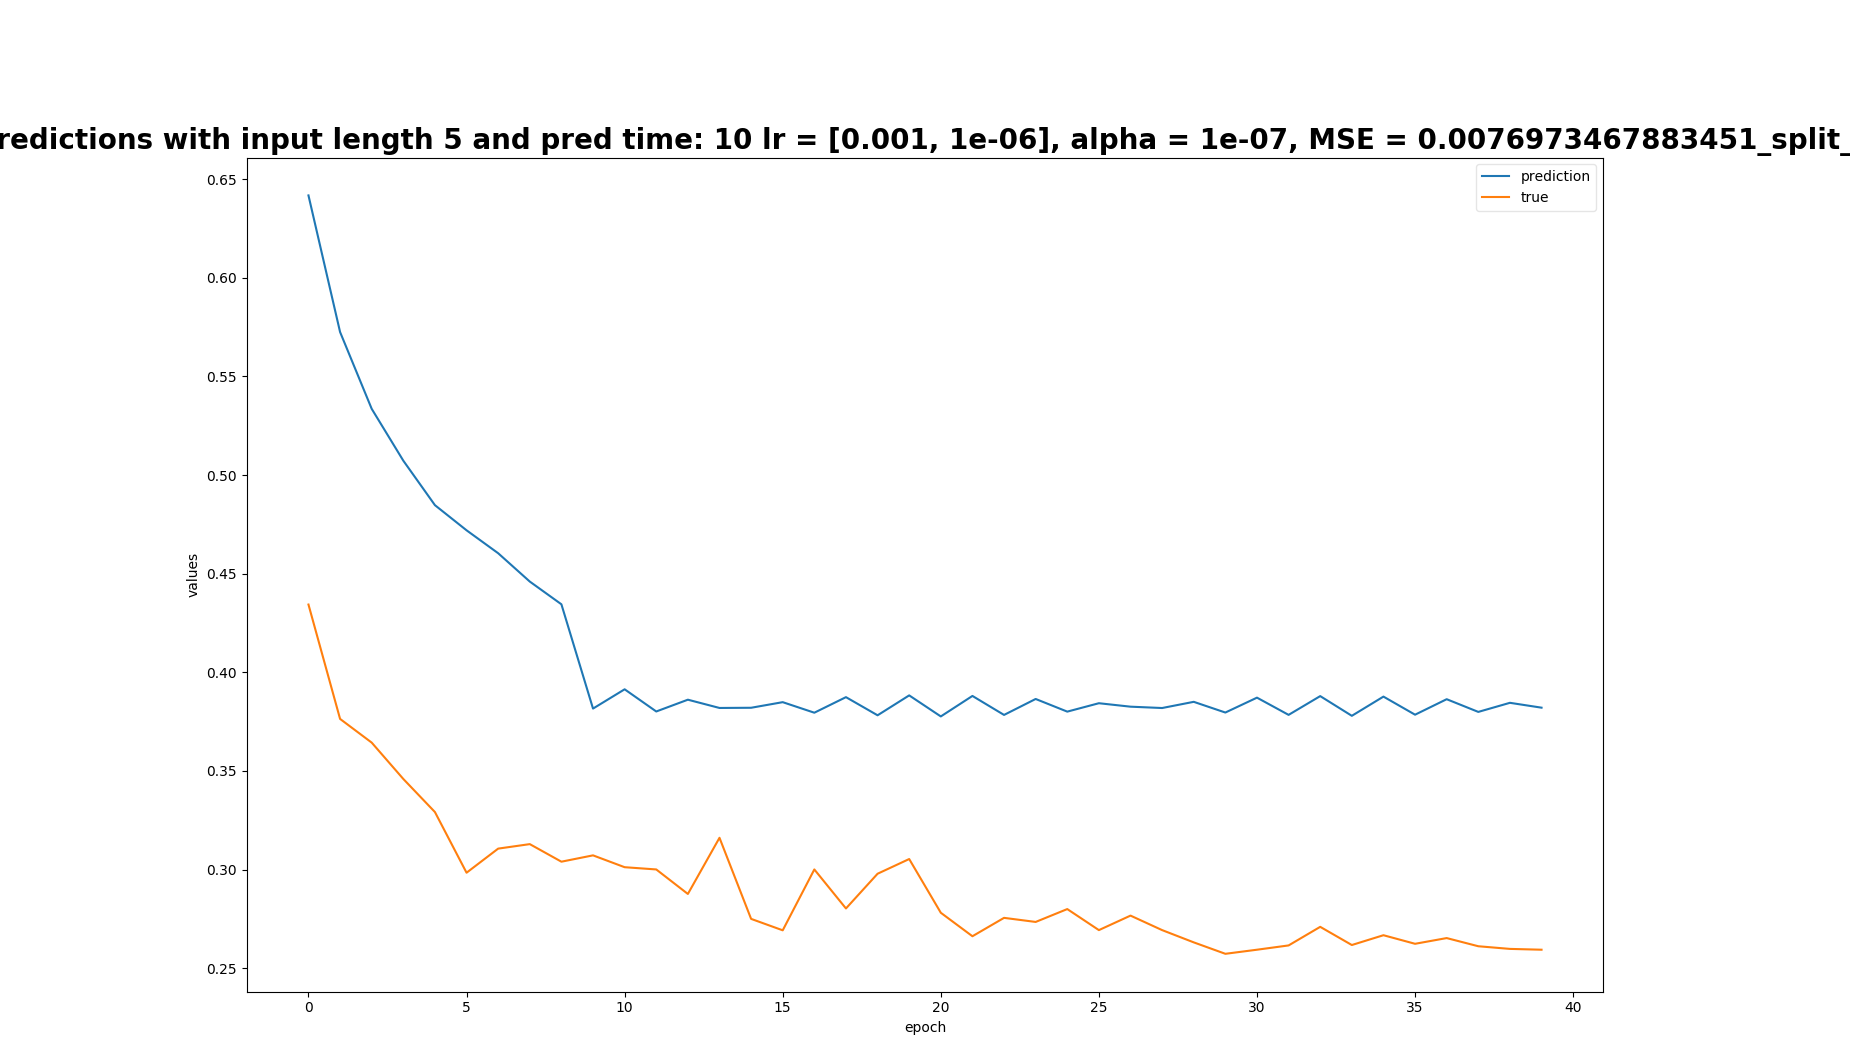 redictions with input length 5 and pred time: 10 lr = [0.001, 1e-06], alpha = 1e-07, MSE = 0.0076973467883451_split_
prediction
true
0.65
0.60
0.55
0.50
0.45
0.40
0.35
0.30
0.25
values
0 5 10 15 20 25 30 35 40
epoch